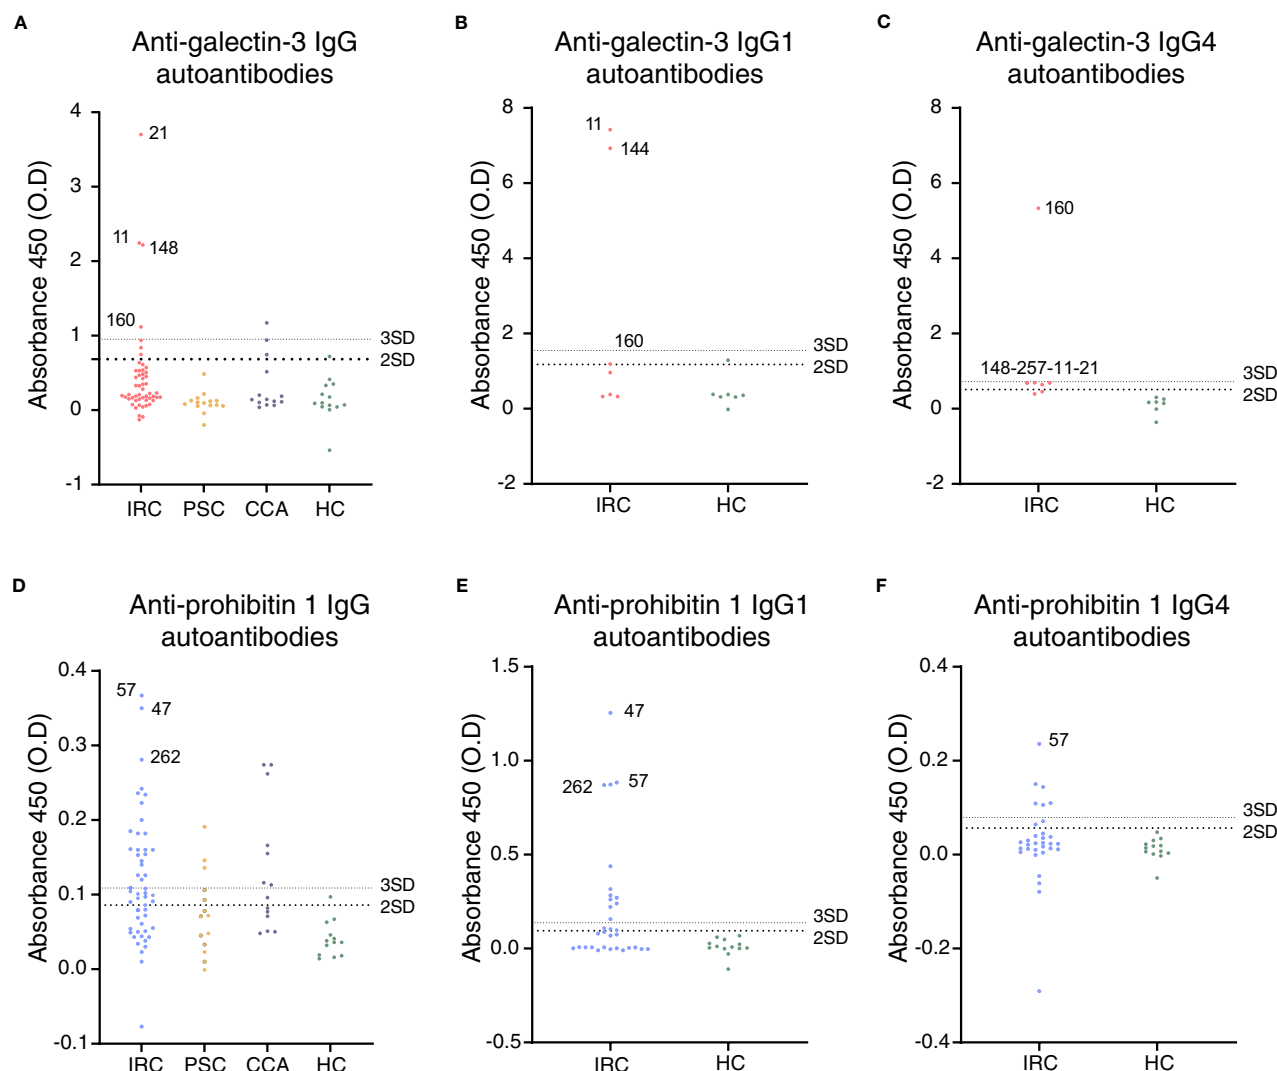 A
Anti-galectin-3 IgG
autoantibodies
Absorbance 450 (O.D)
4
3
2
1
0
-1
21
11
148
160
3SD
2SD
IRC PSC CCA HC
B
Anti-galectin-3 IgG1
autoantibodies
Absorbance 450 (O.D)
8
6
4
2
0
-2
11
144
160
3SD
2SD
IRC HC
C
Anti-galectin-3 IgG4
autoantibodies
Absorbance 450 (O.D)
8
6
4
2
0
-2
160
148-257-11-21
3SD
2SD
IRC HC
D
Anti-prohibitin 1 IgG
autoantibodies
Absorbance 450 (O.D)
0.4
0.3
0.2
0.1
0.0
-0.1
57
47
262
3SD
2SD
IRC PSC CCA HC
E
Anti-prohibitin 1 IgG1
autoantibodies
Absorbance 450 (O.D)
1.5
1.0
0.5
0.0
-0.5
47
262
57
3SD
2SD
IRC HC
F
Anti-prohibitin 1 IgG4
autoantibodies
Absorbance 450 (O.D)
0.4
0.2
0.0
-0.2
-0.4
57
3SD
2SD
IRC HC